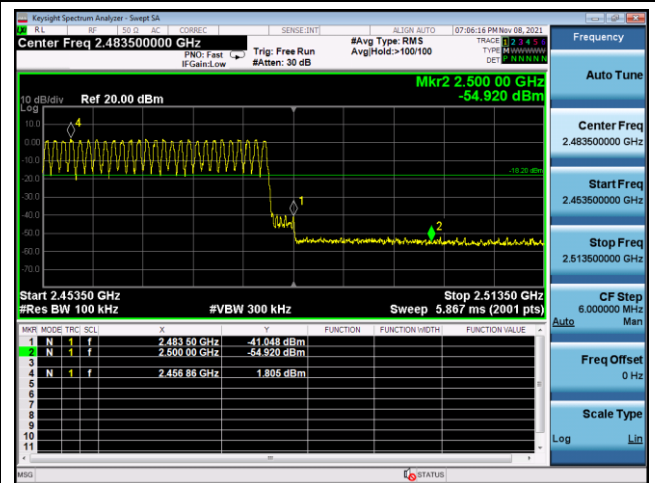 Keysight Spectrum Analyzer - Swept SA
RL RF 50 Ω AC CORREC SENSE:INT ALIGN AUTO 07:06:16 PM Nov 08, 2021
Center Freq 2.483500000 GHz
PNO: Fast
IFGain:Low
Trig: Free Run
#Atten: 30 dB
#Avg Type: RMS
Avg|Hold:>100/100
TRACE 1 2 3 4 5 6
TYPE M WWWWW
DET P N N N N N
Mkr2 2.500 00 GHz
-54.920 dBm
10 dB/div Ref 20.00 dBm
Log
10.0
0.00
-10.0
-20.0
-30.0
-40.0
-50.0
-60.0
-70.0
4
1
2
-18.20 dBm
Start 2.45350 GHz
Stop 2.51350 GHz
#Res BW 100 kHz
#VBW 300 kHz
Sweep 5.867 ms (2001 pts)
MKR MODE TRC SCL X Y FUNCTION FUNCTION WIDTH FUNCTION VALUE
1 N 1 f 2.483 50 GHz -41.048 dBm
2 N 1 f 2.500 00 GHz -54.920 dBm
3
4 N 1 f 2.456 86 GHz 1.805 dBm
5
6
7
8
9
10
11
MSG
STATUS
Frequency
Auto Tune
Center Freq
2.483500000 GHz
Start Freq
2.453500000 GHz
Stop Freq
2.513500000 GHz
CF Step
6.000000 MHz
Auto Man
Freq Offset
0 Hz
Scale Type
Log Lin